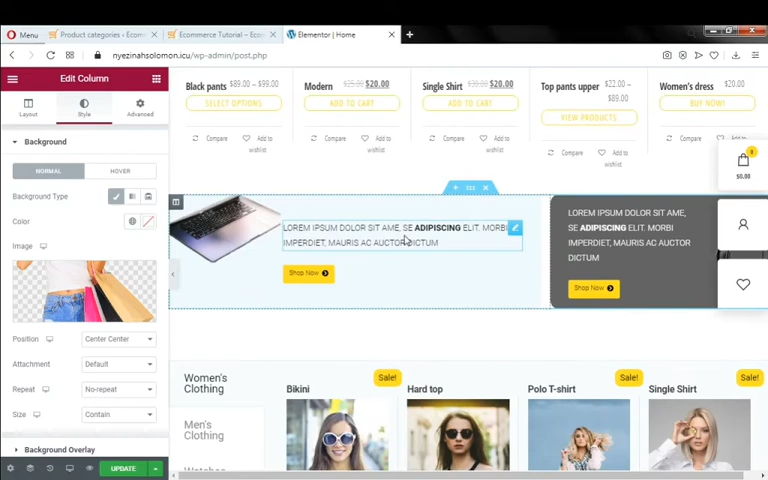 Menu
Product categories ‹ Ecom
Ecommerce Tutorial – Ecom
Elementor | Home
nyezinahsolomon.icu/wp-admin/post.php
Edit Column
Layout
Style
Advanced
Background
NORMAL
HOVER
Background Type
Color
Image
Position
Center Center
Attachment
Default
Repeat
No-repeat
Size
Contain
Background Overlay
UPDATE
Black pants
$89.00 – $99.00
SELECT OPTIONS
Compare
Add to
wishlist
Modern
$25.00 $20.00
ADD TO CART
Compare
Add to
wishlist
Single Shirt
$20.00
ADD TO CART
Compare
Add to
wishlist
Top pants upper
$22.00 –
$89.00
VIEW PRODUCTS
Compare
Add to
wishlist
Women's dress
$20.00
BUY NOW!
Compare
Add to
wishlist
0
$0.00
LOREM IPSUM DOLOR SIT AME, SE ADIPISCING ELIT. MORBI
IMPERDIET, MAURIS AC AUCTOR DICTUM
Shop Now
LOREM IPSUM DOLOR SIT AME,
SE ADIPISCING ELIT. MORBI
IMPERDIET, MAURIS AC AUCTOR
DICTUM
Shop Now
Women's
Clothing
Men's
Clothing
Watches
Sale!
Bikini
Hard top
Sale!
Polo T-shirt
Sale!
Single Shirt